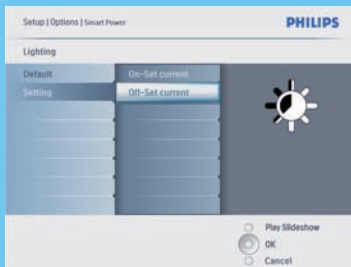 Setup | Options | Smart Power
PHILIPS
Lighting
Default
On-Set current
Setting
Off-Set current
Play Slideshow
OK
Cancel